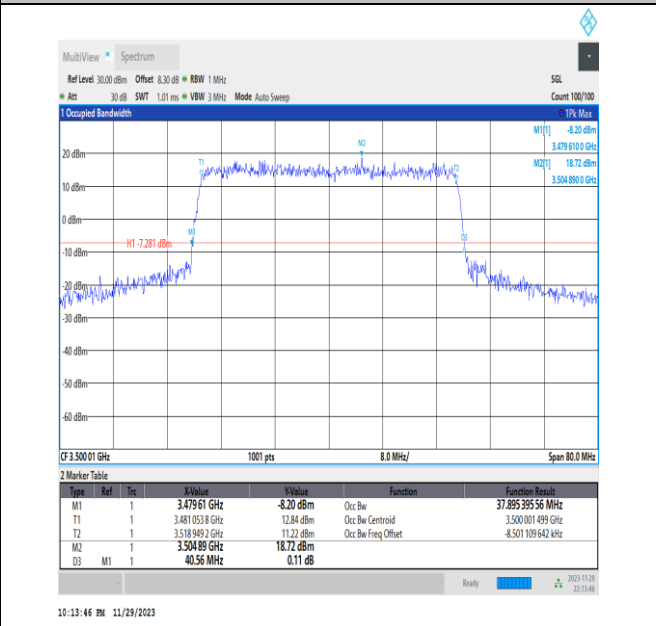 MultiView Spectrum
Ref Level 30.00 dBm Offset 8.30 dB RBW 1 MHz SGL
Att 30 dB SWT 1.01 ms VBW 3 MHz Mode Auto Sweep Count 100/100
1 Occupied Bandwidth 1Pk Max
M1[1] -8.20 dBm
3.479 610 0 GHz
M2[1] 18.72 dBm
3.504 890 0 GHz
M2
20 dBm
T1
T2
10 dBm
0 dBm
M1
D3
H1 -7.281 dBm
-10 dBm
-20 dBm
-30 dBm
-40 dBm
-50 dBm
-60 dBm
CF 3.500 01 GHz 1001 pts 8.0 MHz/ Span 80.0 MHz
2 Marker Table
Type Ref Trc X-Value Y-Value Function Function Result
M1 1 3.479 61 GHz -8.20 dBm Occ Bw 37.895 395 56 MHz
T1 1 3.481 053 8 GHz 12.84 dBm Occ Bw Centroid 3.500 001 499 GHz
T2 1 3.518 949 2 GHz 11.22 dBm Occ Bw Freq Offset -8.501 109 642 kHz
M2 1 3.504 89 GHz 18.72 dBm
D3 M1 1 40.56 MHz 0.11 dB
Ready 2023-11-29
22:13:46
10:13:46 PM 11/29/2023